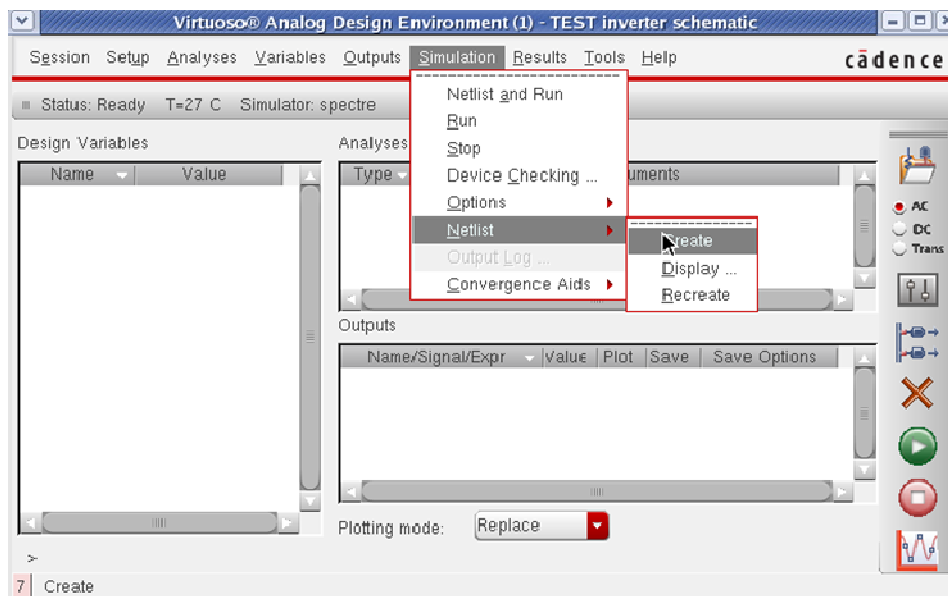 Virtuoso® Analog Design Environment (1) - TEST inverter schematic
Session Setup Analyses Variables Outputs Simulation Results Tools Help
cādence
Status: Ready T=27 C Simulator: spectre
Netlist and Run
Run
Stop
Device Checking ...
Options
Netlist
Output Log ...
Convergence Aids
Create
Display ...
Recreate
Design Variables
Name Value
Analyses
Type
Outputs
Name/Signal/Expr Value Plot Save Save Options
Plotting mode: Replace
AC
DC
Trans
>
7 Create